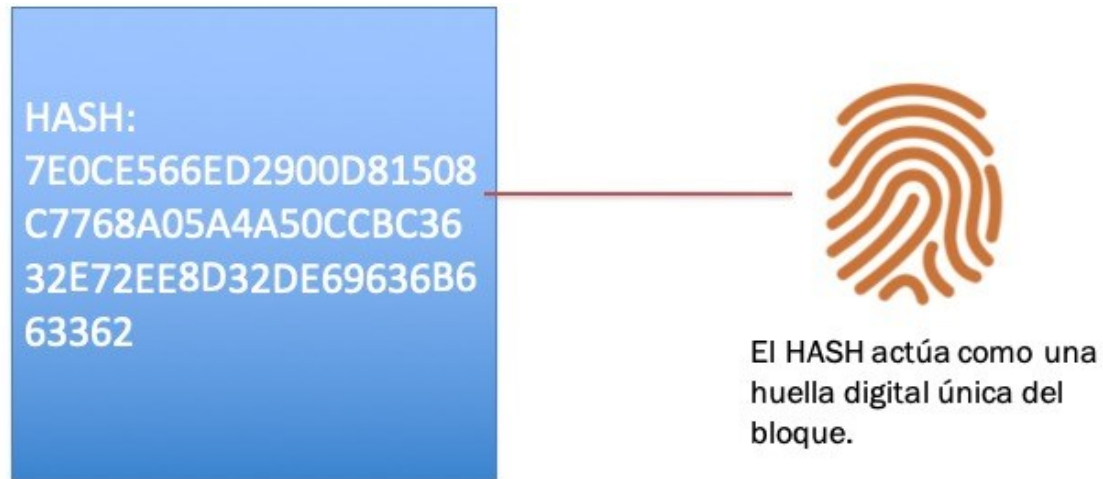 HASH:
7E0CE566ED2900D81508
C7768A05A4A50CCBC36
32E72EE8D32DE69636B6
63362
El HASH actúa como una
huella digital única del
bloque.